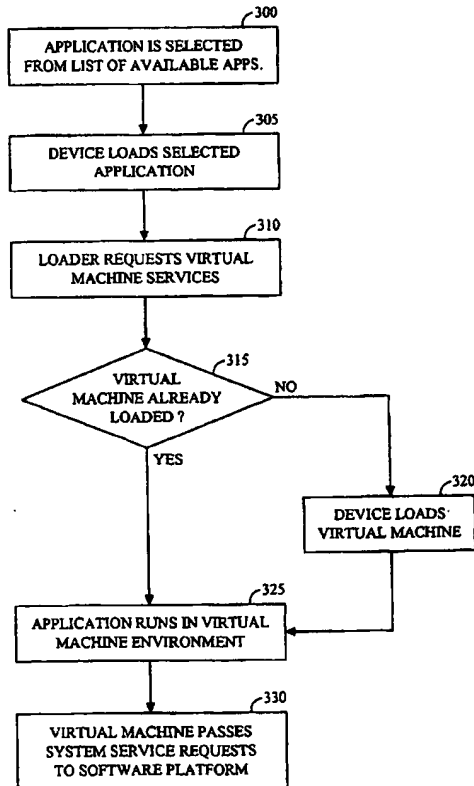 300
APPLICATION IS SELECTED
FROM LIST OF AVAILABLE APPS.
305
DEVICE LOADS SELECTED
APPLICATION
310
LOADER REQUESTS VIRTUAL
MACHINE SERVICES
315
VIRTUAL
MACHINE ALREADY
LOADED ?
NO
YES
320
DEVICE LOADS
VIRTUAL MACHINE
325
APPLICATION RUNS IN VIRTUAL
MACHINE ENVIRONMENT
330
VIRTUAL MACHINE PASSES
SYSTEM SERVICE REQUESTS
TO SOFTWARE PLATFORM